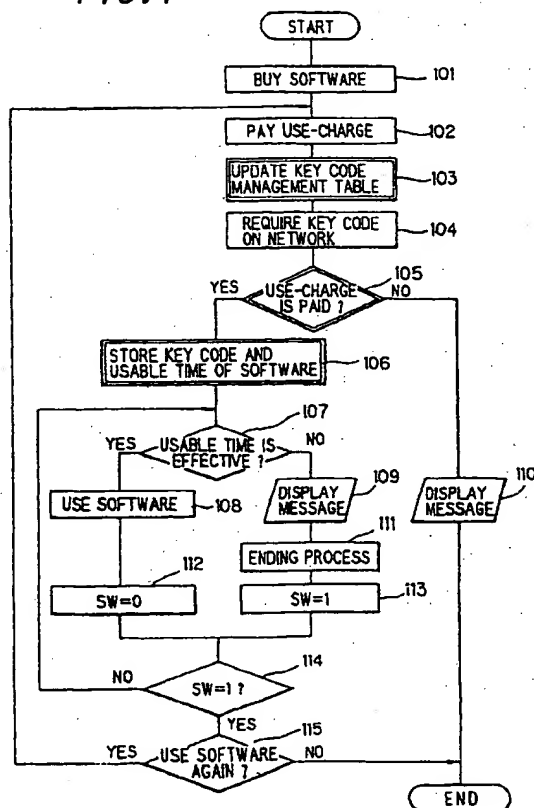 START
BUY SOFTWARE
101
PAY USE-CHARGE
102
UPDATE KEY CODE
MANAGEMENT TABLE
103
REQUIRE KEY CODE
ON NETWORK
104
105
YES
USE-CHARGE
IS PAID ?
NO
STORE KEY CODE AND
USABLE TIME OF SOFTWARE
106
107
YES
USABLE TIME IS
EFFECTIVE ?
NO
USE SOFTWARE
108
DISPLAY
MESSAGE
109
DISPLAY
MESSAGE
110
111
ENDING PROCESS
112
SW=0
SW=1
113
114
NO
SW=1 ?
YES
115
YES
USE SOFTWARE
AGAIN ?
NO
END